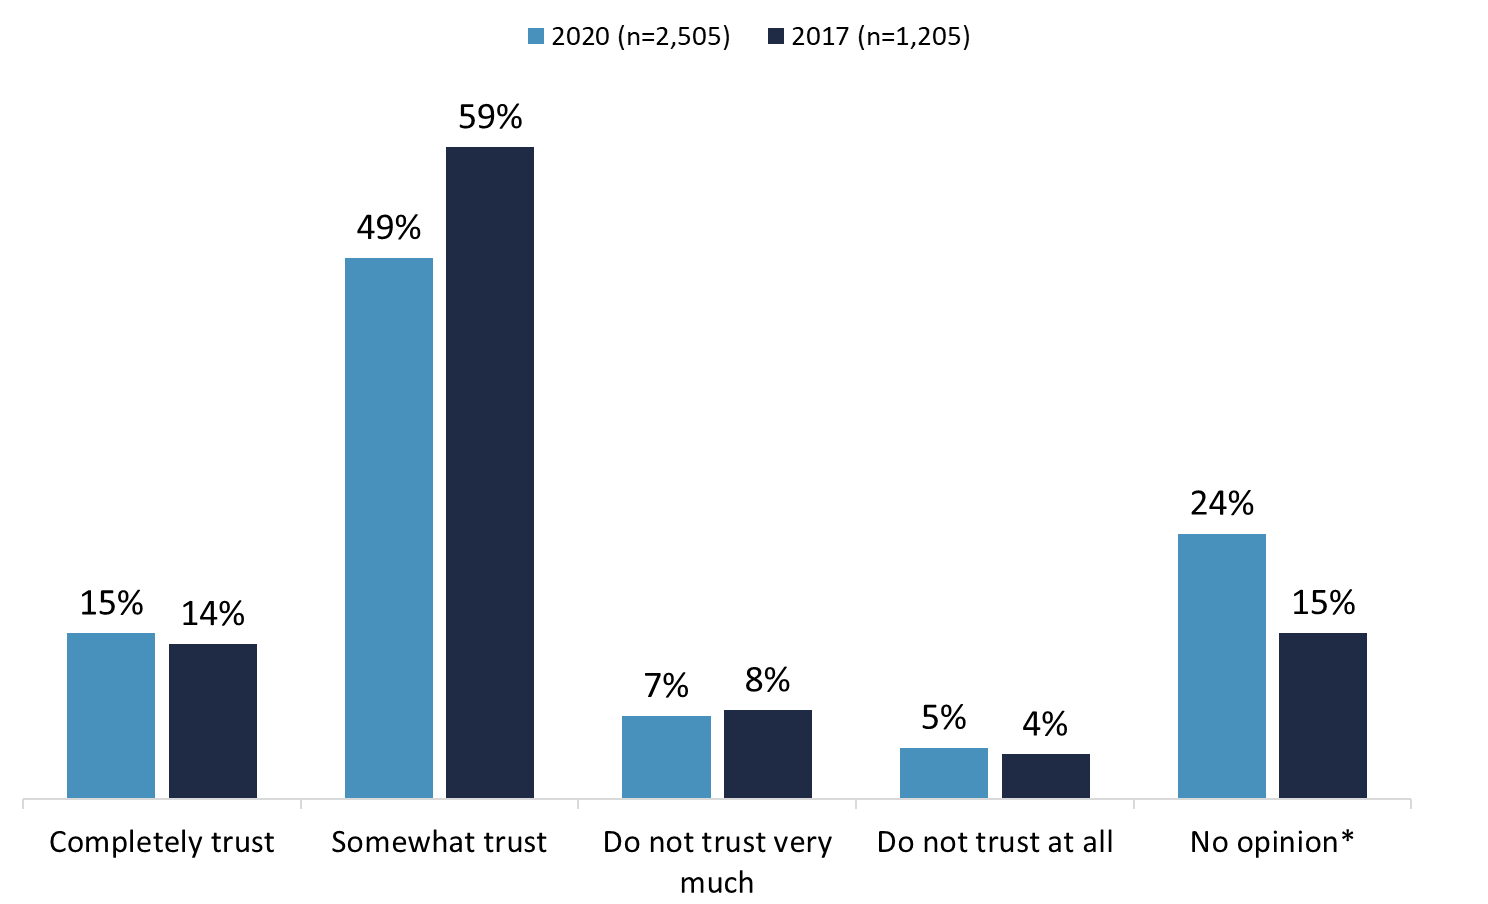 2020 (n=2,505) 2017 (n=1,205)
59%
49%
24%
15% 14% 15%
7% 8%
5% 4%
Completely trust Somewhat trust Do not trust very Do not trust at all No opinion*
much